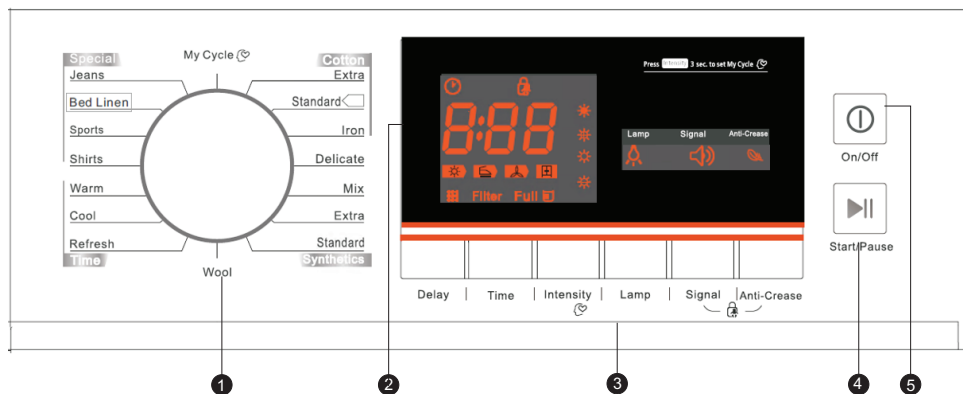 My Cycle
Special
Jeans
Bed Linen
Sports
Shirts
Warm
Cool
Refresh
Time
Cotton
Extra
Standard
Iron
Delicate
Mix
Extra
Standard
Synthetics
Wool
Press Intensity 3 sec. to set My Cycle
8:88
Filter Full
Lamp Signal Anti-Crease
Delay Time Intensity Lamp Signal Anti-Crease
On/Off
Start/Pause
1 2 3 4 5